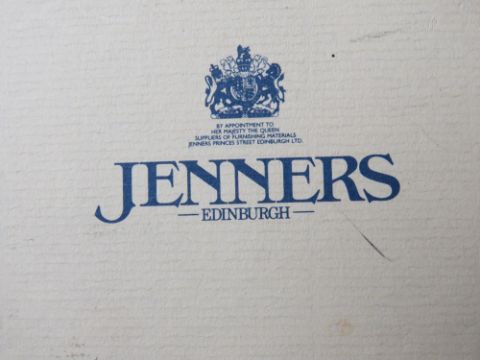 BY APPOINTMENT TO
HER MAJESTY THE QUEEN
SUPPLIERS OF FURNISHING MATERIALS
JENNERS PRINCES STREET EDINBURGH LTD.
JENNERS
— EDINBURGH —